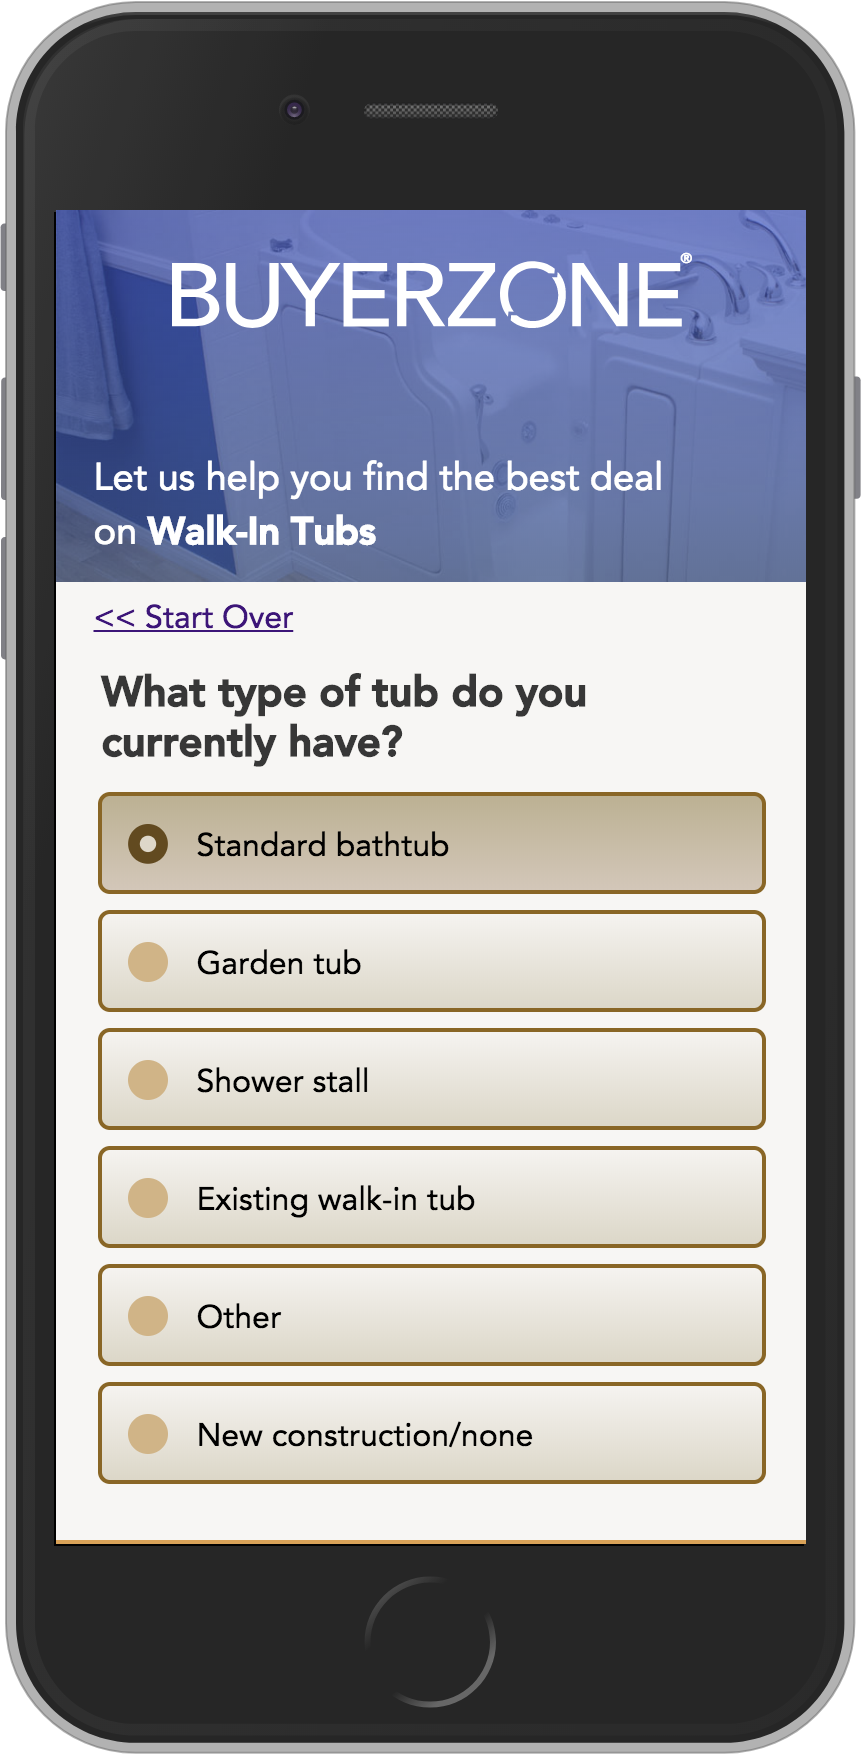 BUYERZONE®
Let us help you find the best deal
on Walk-In Tubs
<< Start Over
What type of tub do you
currently have?
Standard bathtub
Garden tub
Shower stall
Existing walk-in tub
Other
New construction/none